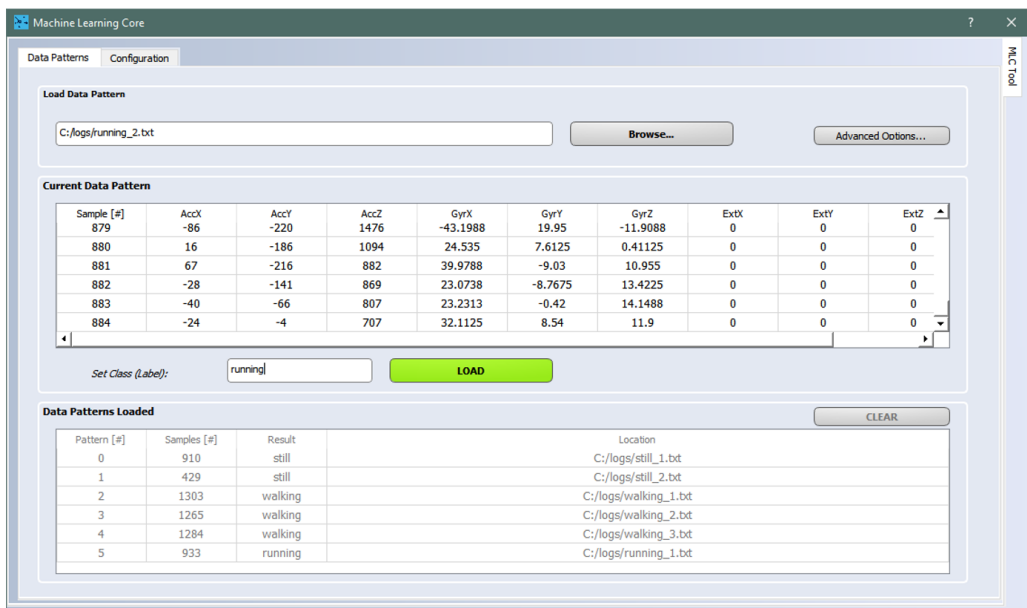 Machine Learning Core ? ×
MLC Tool
Data Patterns Configuration
Load Data Pattern
C:/logs/running_2.txt Browse... Advanced Options...
Current Data Pattern
Sample [#] AccX AccY AccZ GyrX GyrY GyrZ ExtX ExtY ExtZ
879 -86 -220 1476 -43.1988 19.95 -11.9088 0 0 0
880 16 -186 1094 24.535 7.6125 0.41125 0 0 0
881 67 -216 882 39.9788 -9.03 10.955 0 0 0
882 -28 -141 869 23.0738 -8.7675 13.4225 0 0 0
883 -40 -66 807 23.2313 -0.42 14.1488 0 0 0
884 -24 -4 707 32.1125 8.54 11.9 0 0 0
Set Class (Label): running LOAD
Data Patterns Loaded CLEAR
Pattern [#] Samples [#] Result Location
0 910 still C:/logs/still_1.txt
1 429 still C:/logs/still_2.txt
2 1303 walking C:/logs/walking_1.txt
3 1265 walking C:/logs/walking_2.txt
4 1284 walking C:/logs/walking_3.txt
5 933 running C:/logs/running_1.txt